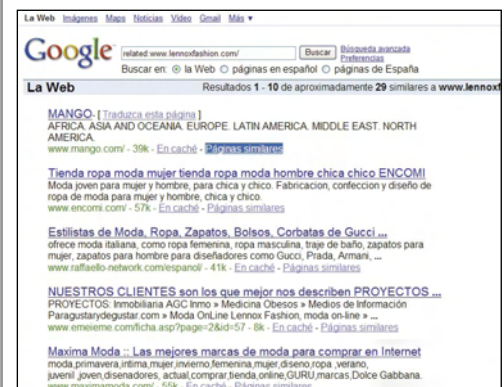 La Web Imágenes Maps Noticias Vídeo Gmail Más ▼
Google related:www.lennoxfashion.com/ Buscar Búsqueda avanzada
Preferencias
Buscar en: la Web páginas en español páginas de España
La Web Resultados 1 - 10 de aproximadamente 29 similares a www.lennoxf
MANGO- [ Traduzca esta página ]
AFRICA. ASIA AND OCEANIA. EUROPE. LATIN AMERICA. MIDDLE EAST. NORTH
AMERICA.
www.mango.com/ - 39k - En caché - Páginas similares
Tienda ropa moda mujer tienda ropa moda hombre chica chico ENCOMI
Moda joven para mujer y hombre, para chica y chico. Fabricacion, confeccion y diseño de
ropa de moda para mujer y hombre, chica y chico.
www.encomi.com/ - 57k - En caché - Páginas similares
Estilistas de Moda, Ropa, Zapatos, Bolsos, Corbatas de Gucci ...
ofrece moda italiana, como ropa femenina, ropa masculina, traje de baño, zapatos para
mujer, zapatos para hombre para diseñadores como Gucci, Prada, Armani, ...
www.raffaello-network.com/espanol/ - 41k - En caché - Páginas similares
NUESTROS CLIENTES son los que mejor nos describen PROYECTOS ...
PROYECTOS: Inmobiliaria AGC Inmo » Medicina Obesos » Medios de Información
Paragustarydegustar.com » Moda OnLine Lennox Fashion, moda on-line » ...
www.emeieme.com/ficha.asp?page=2&id=57 - 8k - En caché - Páginas similares
Maxima Moda :: Las mejores marcas de moda para comprar en Internet
moda,primavera,intima,mujer,invierno,femenina,mujer,diseno,ropa ,verano,
juvenil ,joven,disenadores, actual,comprar,tienda,online,GURU,marcas,Dolce Gabbana.
www.maximamoda.com/ - 55k - En caché - Páginas similares